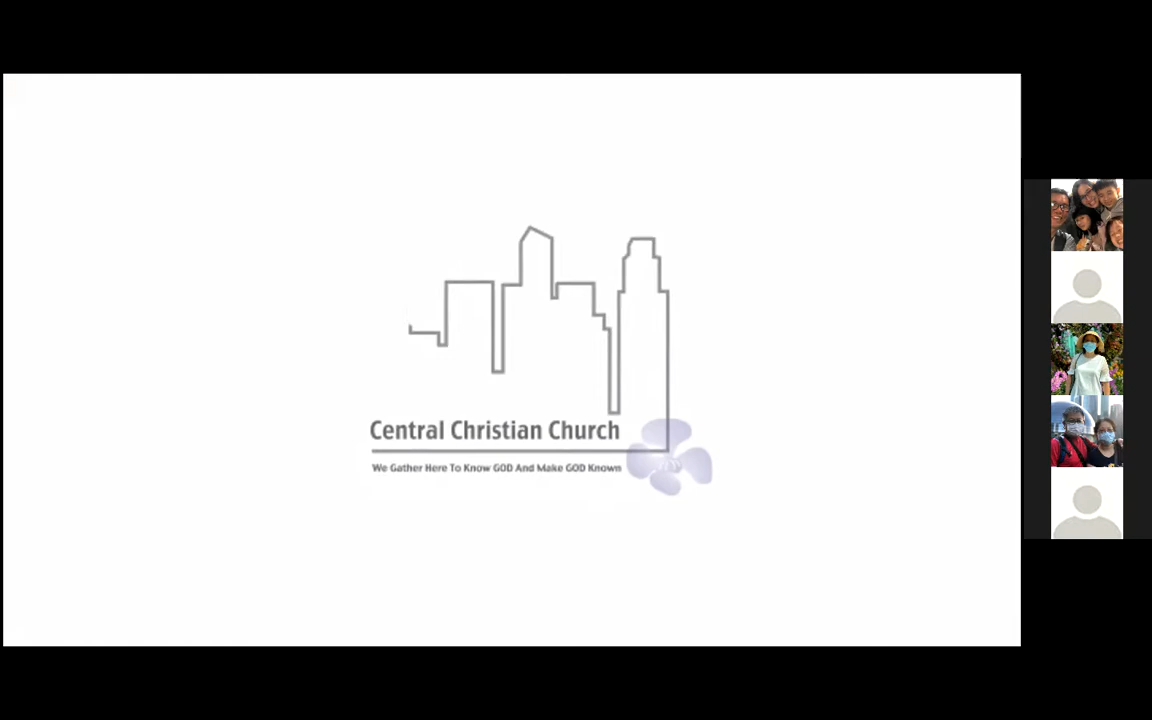 Central Christian Church
We Gather Here To Know GOD And Make GOD Known